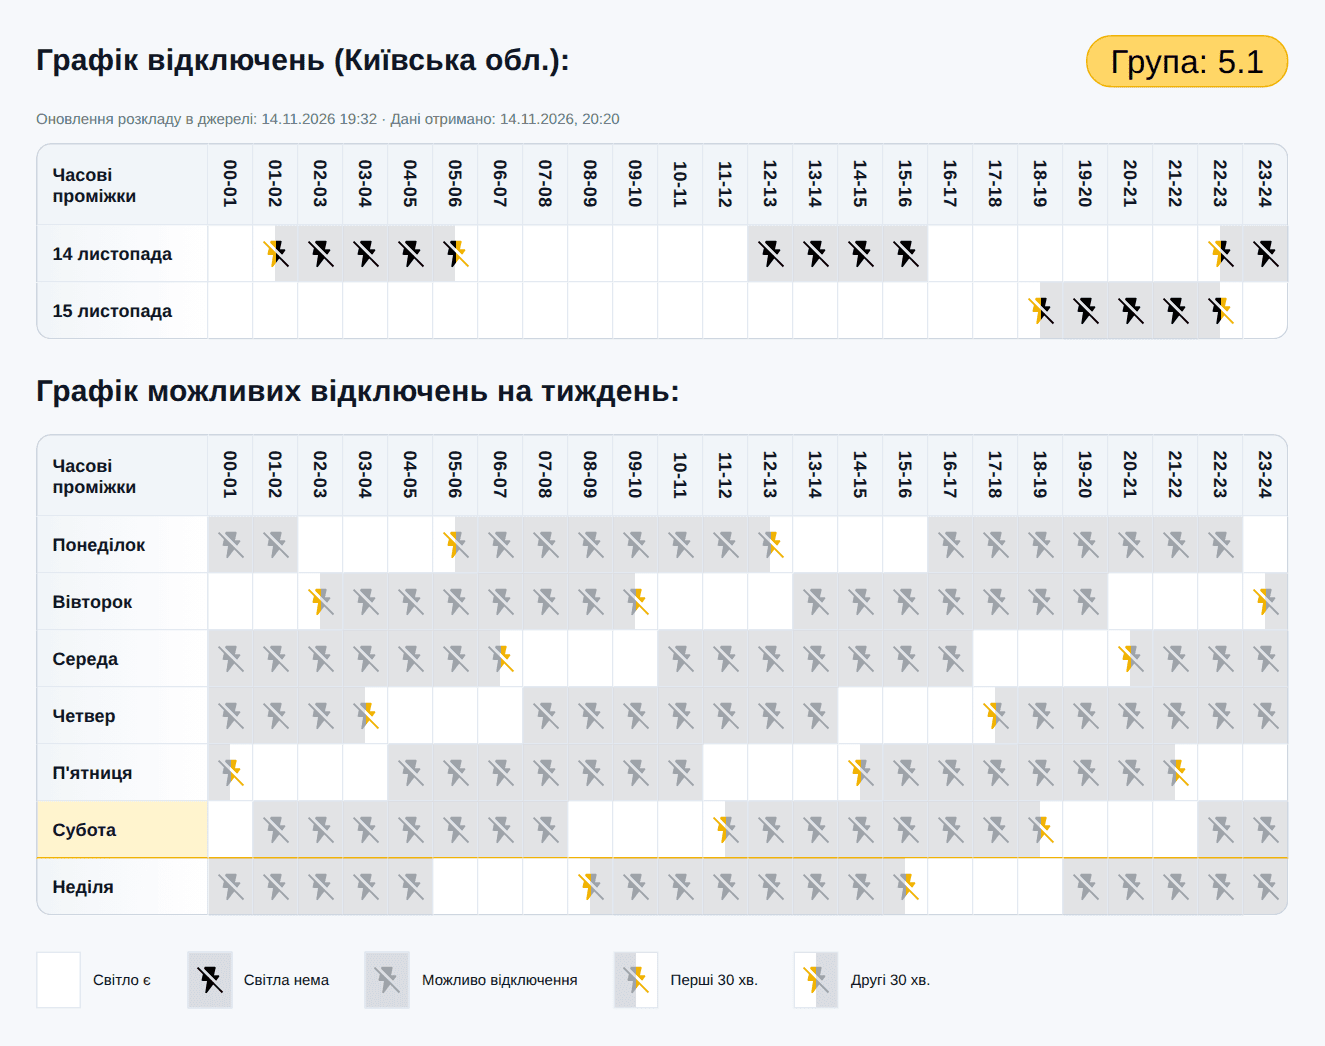 Графік відключень (Київська обл.):
Група: 5.1
Оновлення розкладу в джерелі: 14.11.2026 19:32 · Дані отримано: 14.11.2026, 20:20
Часові проміжки 00-01 01-02 02-03 03-04 04-05 05-06 06-07 07-08 08-09 09-10 10-11 11-12 12-13 13-14 14-15 15-16 16-17 17-18 18-19 19-20 20-21 21-22 22-23 23-24
14 листопада
15 листопада
Графік можливих відключень на тиждень:
Часові проміжки 00-01 01-02 02-03 03-04 04-05 05-06 06-07 07-08 08-09 09-10 10-11 11-12 12-13 13-14 14-15 15-16 16-17 17-18 18-19 19-20 20-21 21-22 22-23 23-24
Понеділок
Вівторок
Середа
Четвер
П'ятниця
Субота
Неділя
Світло є Світла нема Можливо відключення Перші 30 хв. Другі 30 хв.